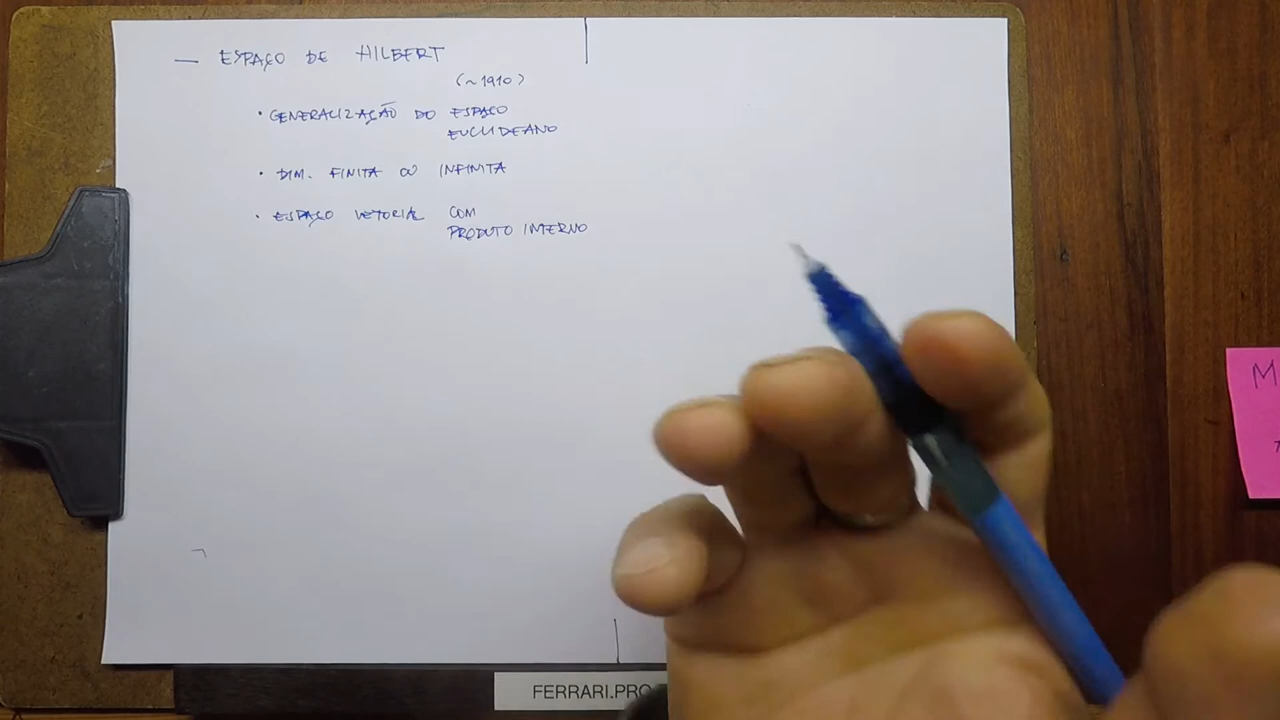 — ESPAÇO DE HILBERT
(~1910)
• GENERALIZAÇÃO DO ESPAÇO
EUCLIDEANO
• DIM. FINITA OU INFINITA
• ESPAÇO VETORIAL COM
PRODUTO INTERNO
M
FERRARI.PRO